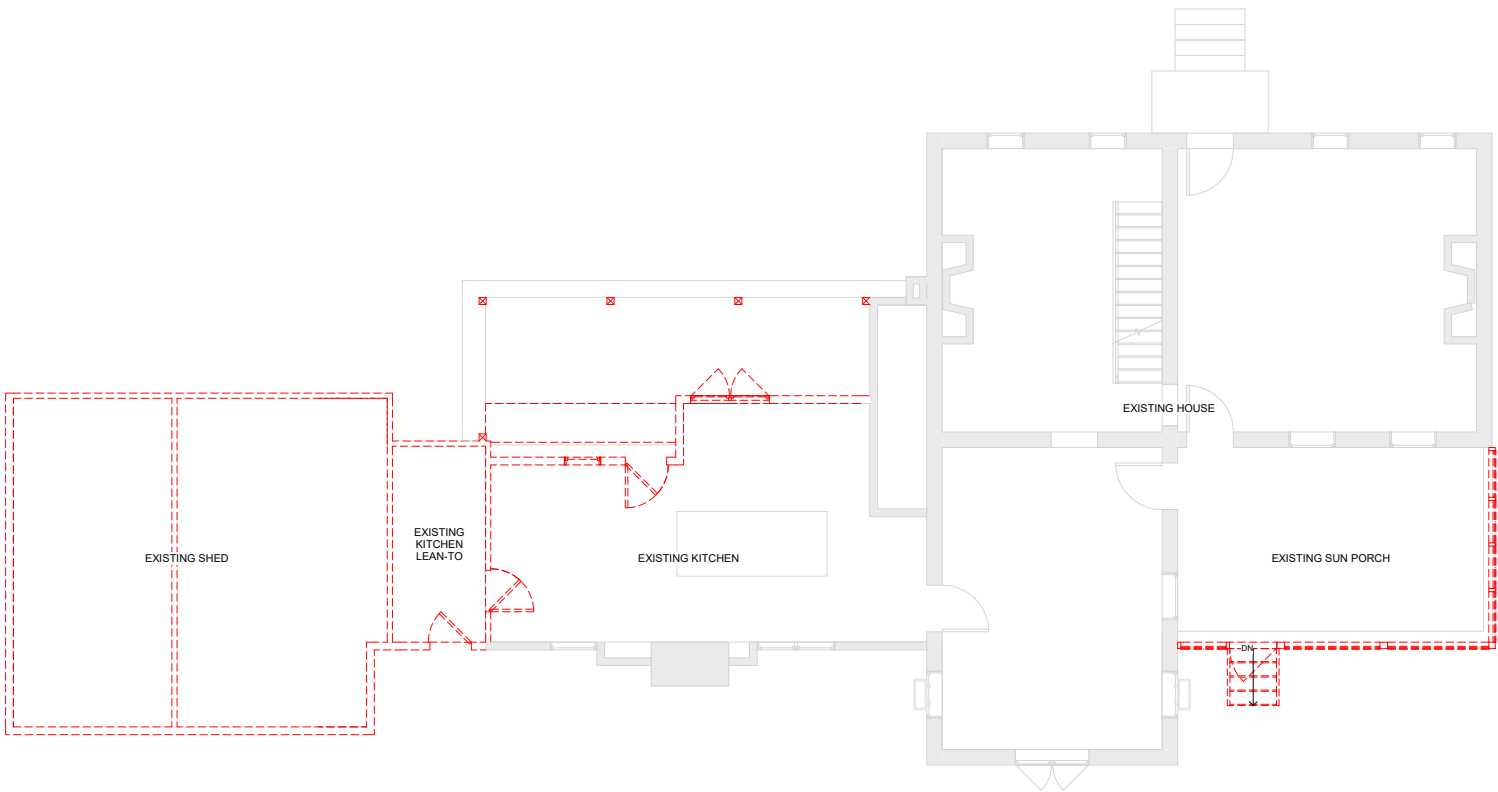 EXISTING HOUSE
EXISTING SHED
EXISTING
KITCHEN
LEAN-TO
EXISTING KITCHEN
EXISTING SUN PORCH
DN